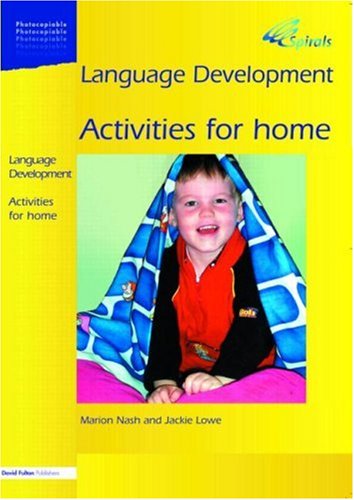 Photocopiable
Photocopiable
Photocopiable
Photocopiable
Spirals
Language Development
Activities for home
Language
Development
Activities
for home
Marion Nash and Jackie Lowe
David Fulton Publishers